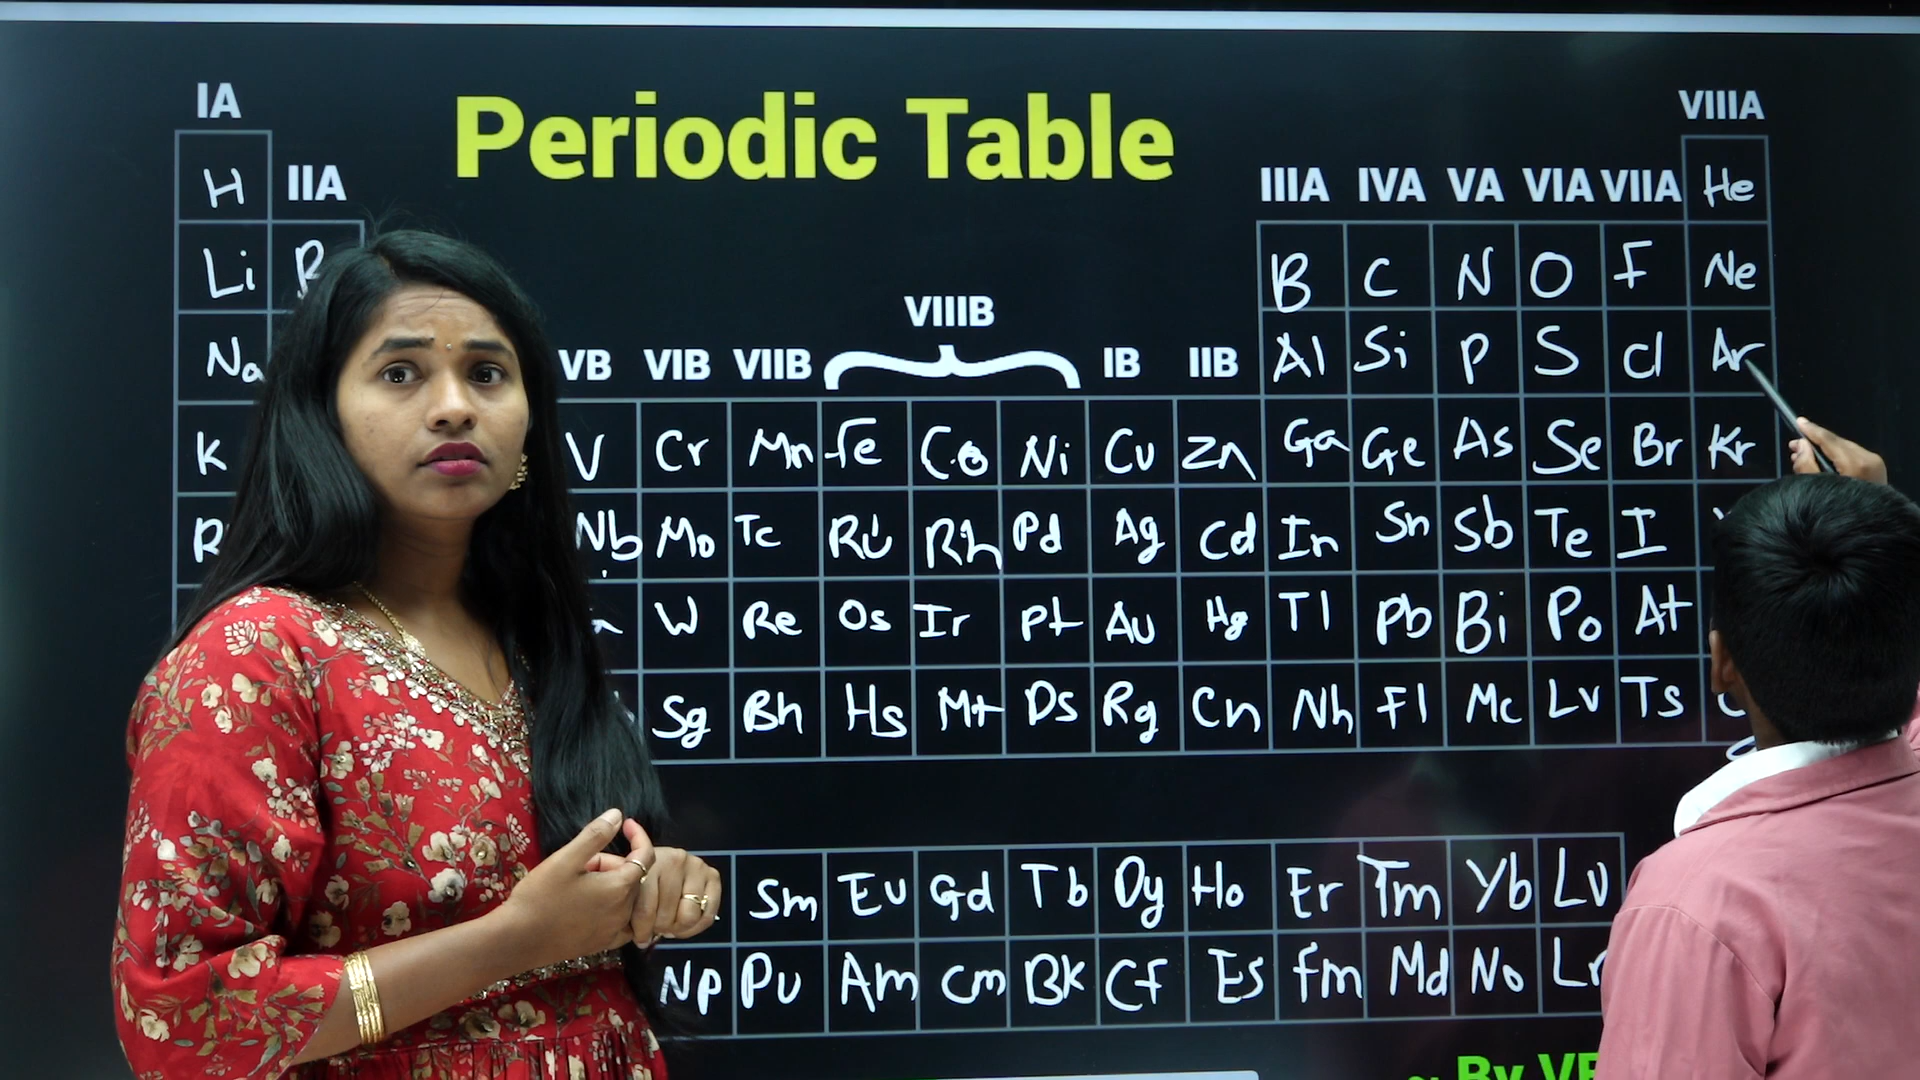 IA VIIIA
Periodic Table
H IIA IIIA IVA VA VIA VIIA He
Li B C N O F Ne
VIIIB
Na VB VIB VIIB IB IIB Al Si P S Cl Ar
K V Cr Mn Fe Co Ni Cu Zn Ga Ge As Se Br Kr
Nb Mo Tc Ru Rh Pd Ag Cd In Sn Sb Te I
W Re Os Ir Pt Au Hg Tl Pb Bi Po At
Sg Bh Hs Mt Ds Rg Cn Nh Fl Mc Lv Ts
Sm Eu Gd Tb Dy Ho Er Tm Yb Lu
Np Pu Am Cm Bk Cf Es Fm Md No Lr
~ By